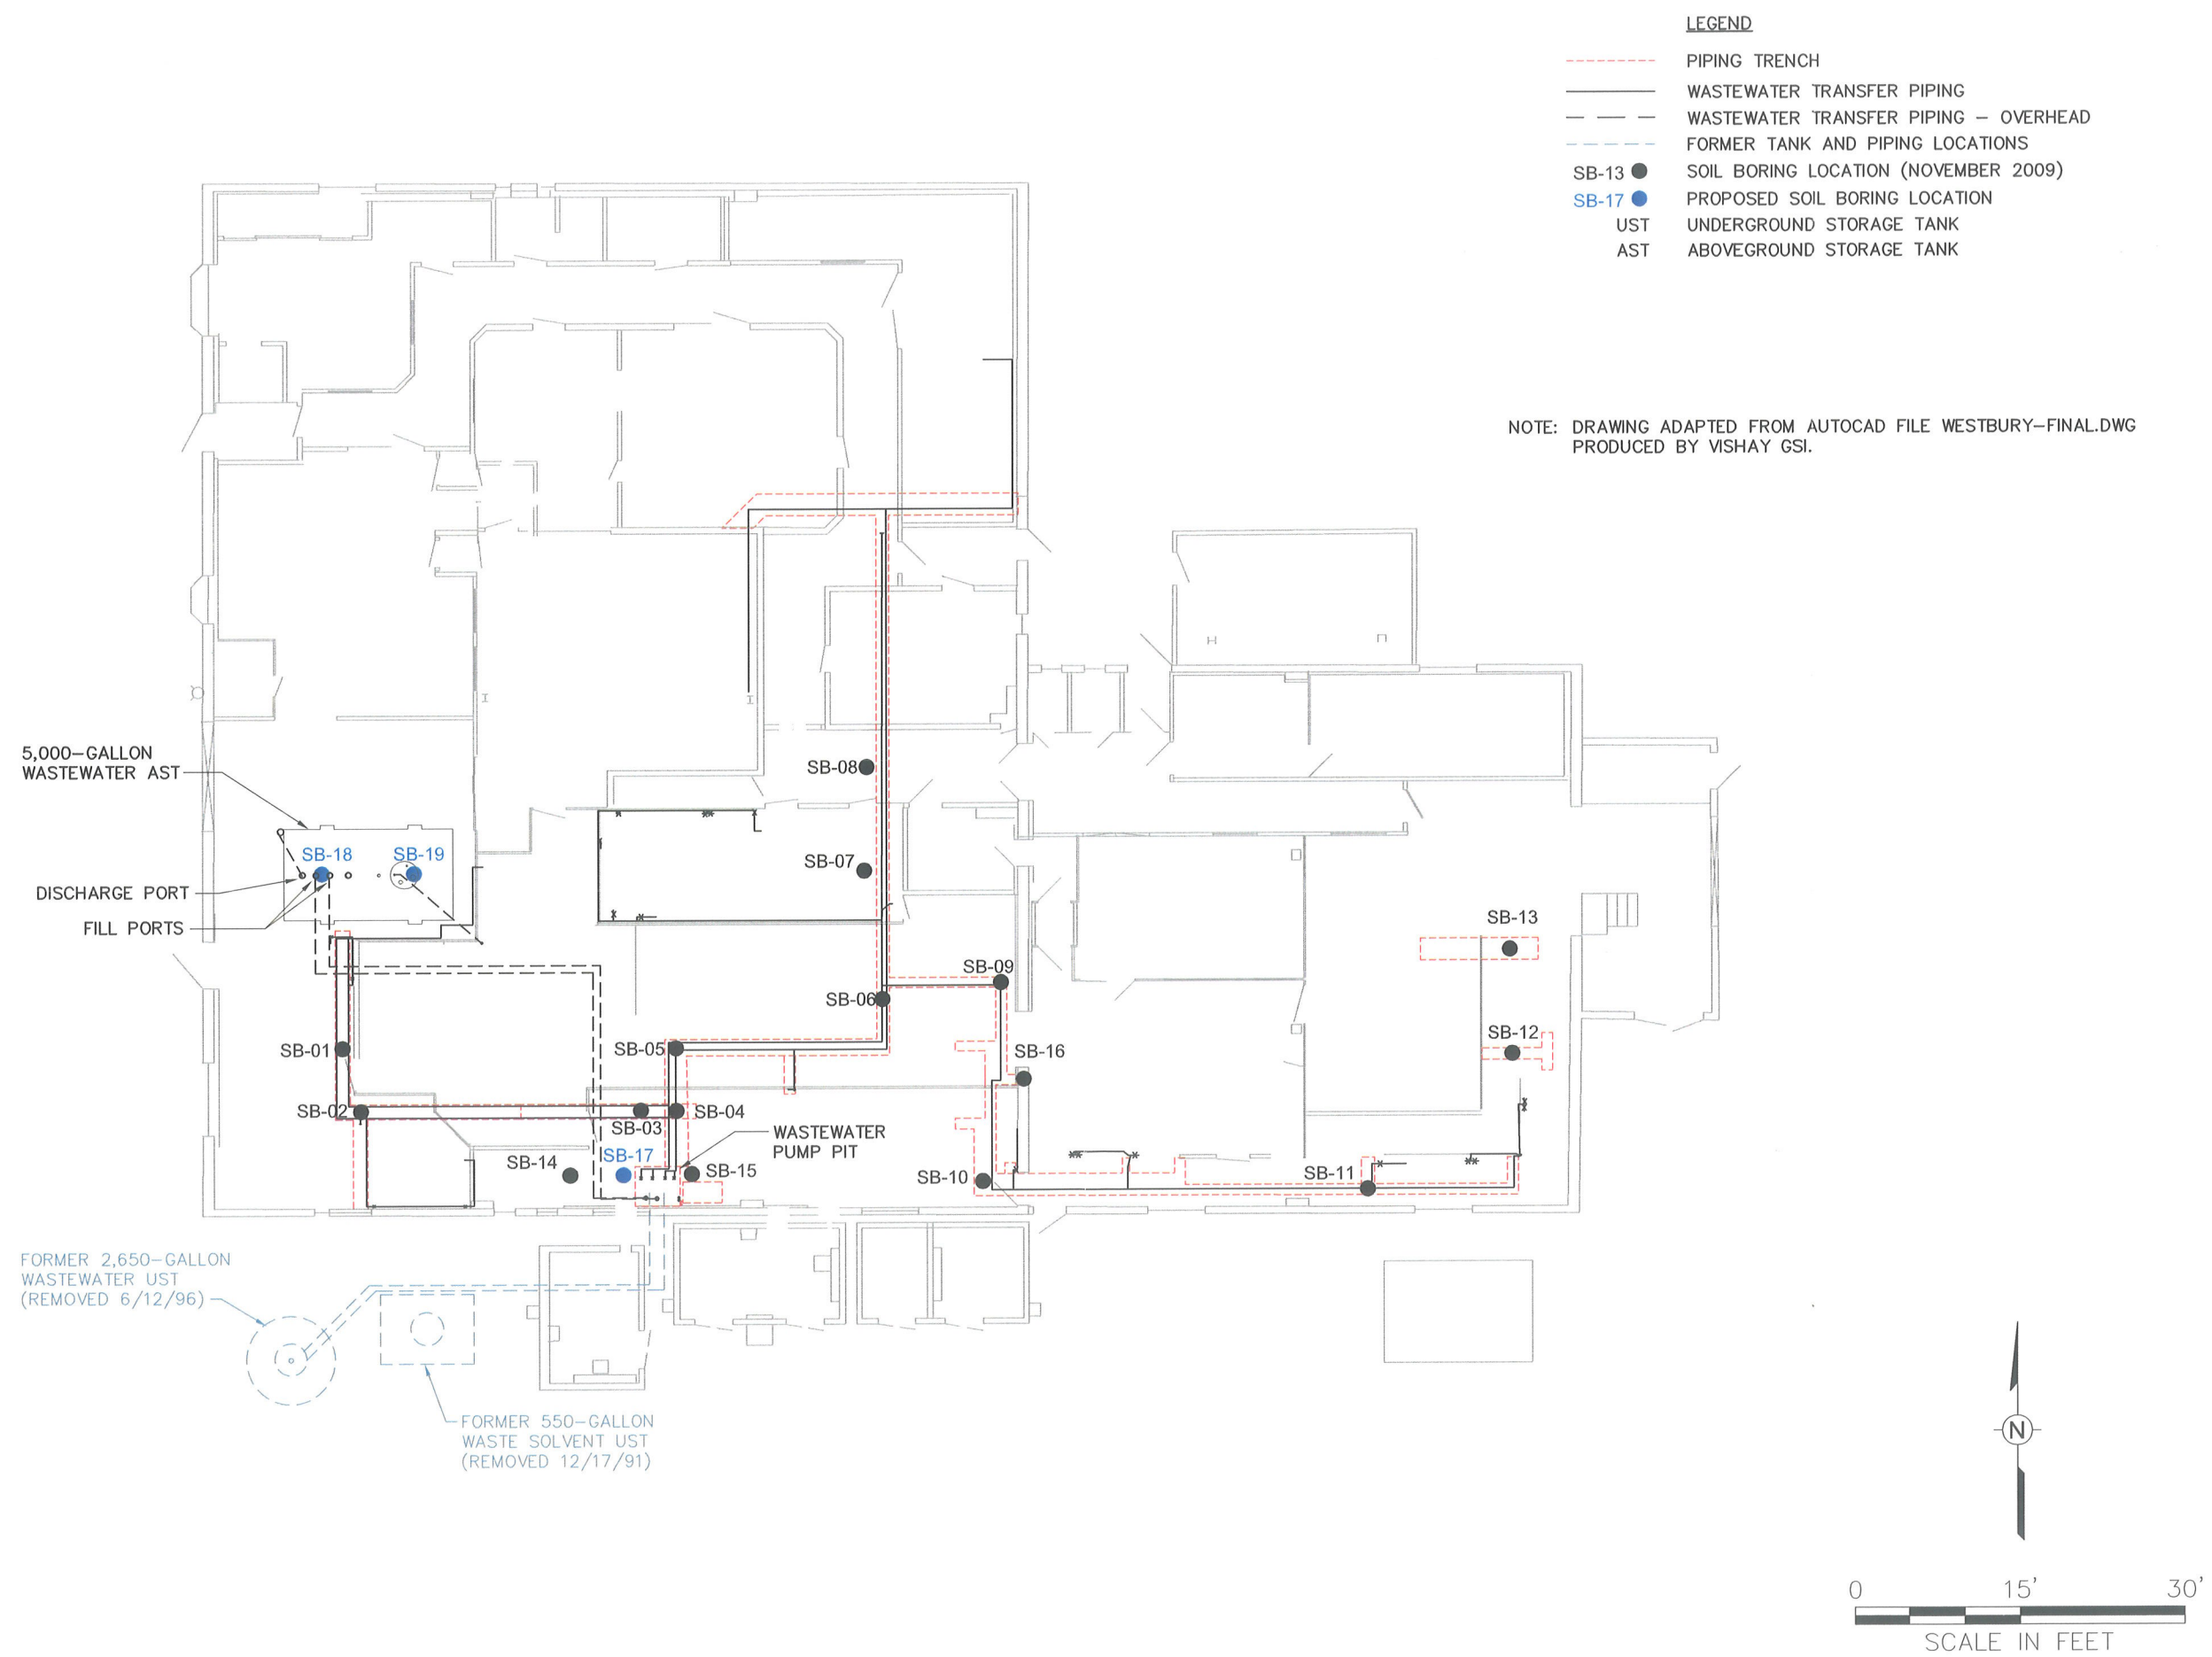 LEGEND
PIPING TRENCH
WASTEWATER TRANSFER PIPING
WASTEWATER TRANSFER PIPING – OVERHEAD
FORMER TANK AND PIPING LOCATIONS
SB-13 SOIL BORING LOCATION (NOVEMBER 2009)
SB-17 PROPOSED SOIL BORING LOCATION
UST UNDERGROUND STORAGE TANK
AST ABOVEGROUND STORAGE TANK
NOTE: DRAWING ADAPTED FROM AUTOCAD FILE WESTBURY–FINAL.DWG
PRODUCED BY VISHAY GSI.
5,000–GALLON
WASTEWATER AST
SB-08
SB-18
SB-19
SB-07
DISCHARGE PORT
FILL PORTS
SB-13
SB-09
SB-06
SB-12
SB-01
SB-05
SB-16
SB-02
SB-04
SB-03
WASTEWATER
PUMP PIT
SB-17
SB-14
SB-15
SB-10
SB-11
FORMER 2,650–GALLON
WASTEWATER UST
(REMOVED 6/12/96)
FORMER 550–GALLON
WASTE SOLVENT UST
(REMOVED 12/17/91)
N
0 15' 30'
SCALE IN FEET